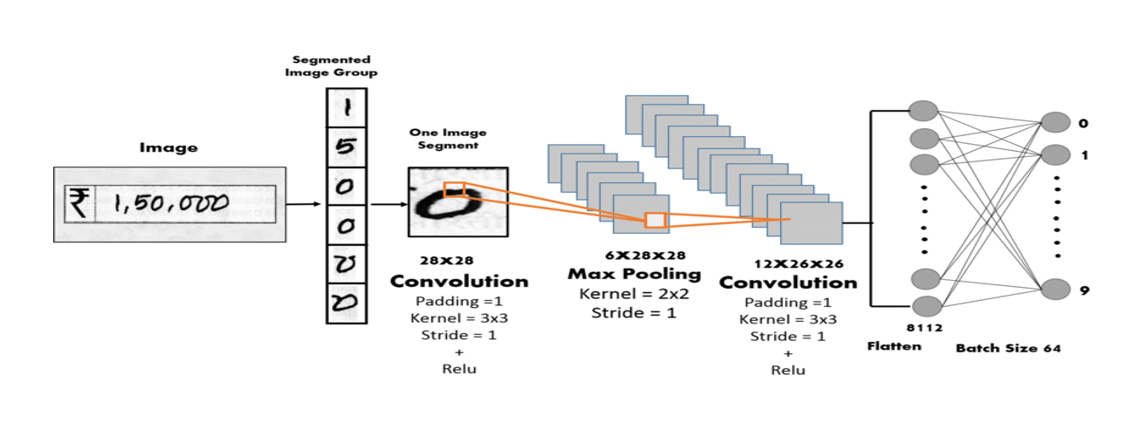 Segmented
Image Group
Image
₹ 1,50,000
1
5
0
0
0
0
One Image
Segment
28X28
Convolution
Padding =1
Kernel = 3x3
Stride = 1
+
Relu
6X28X28
Max Pooling
Kernel = 2x2
Stride = 1
12X26X26
Convolution
Padding =1
Kernel = 3x3
Stride = 1
+
Relu
8112
Flatten
0
1
9
Batch Size 64